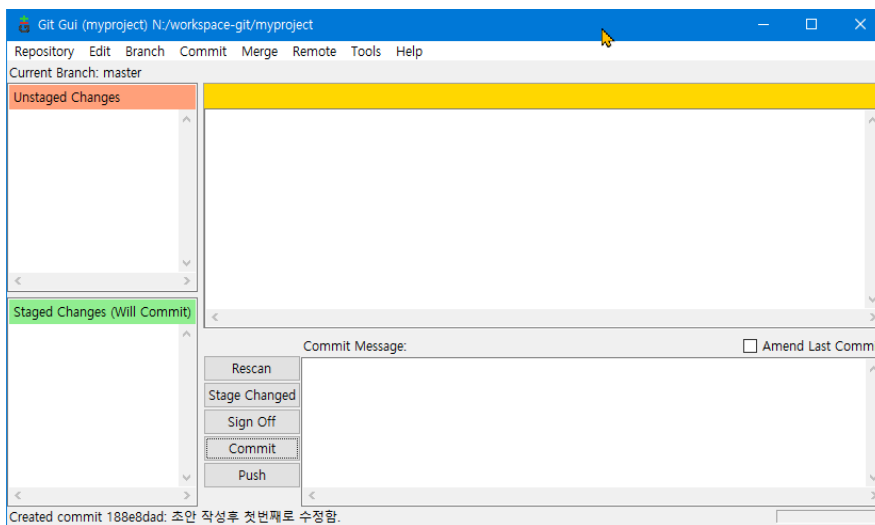 Git Gui (myproject) N:/workspace-git/myproject
Repository Edit Branch Commit Merge Remote Tools Help
Current Branch: master
Unstaged Changes
Staged Changes (Will Commit)
Commit Message:
Amend Last Comm
Rescan
Stage Changed
Sign Off
Commit
Push
Created commit 188e8dad: 초안 작성후 첫번째로 수정함.